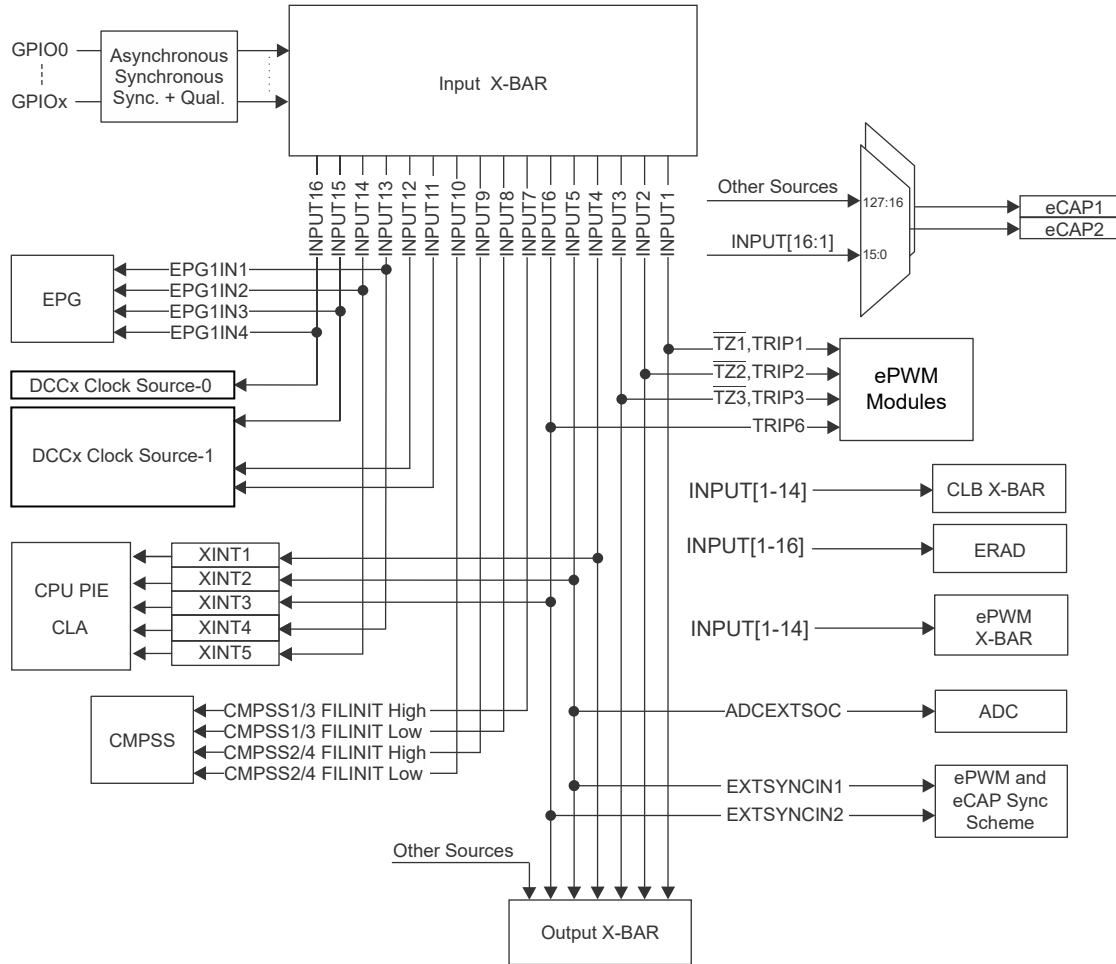 GPIO0
GPIOx
Asynchronous
Synchronous
Sync. + Qual.
Input X-BAR
INPUT16
INPUT15
INPUT14
INPUT13
INPUT12
INPUT11
INPUT10
INPUT9
INPUT8
INPUT7
INPUT6
INPUT5
INPUT4
INPUT3
INPUT2
INPUT1
Other Sources
127:16
INPUT[16:1]
15:0
eCAP1
eCAP2
EPG
EPG1IN1
EPG1IN2
EPG1IN3
EPG1IN4
DCCx Clock Source-0
DCCx Clock Source-1
TZ1,TRIP1
TZ2,TRIP2
TZ3,TRIP3
TRIP6
ePWM
Modules
INPUT[1-14]
CLB X-BAR
INPUT[1-16]
ERAD
INPUT[1-14]
ePWM
X-BAR
CPU PIE
CLA
XINT1
XINT2
XINT3
XINT4
XINT5
CMPSS
CMPSS1/3 FILINIT High
CMPSS1/3 FILINIT Low
CMPSS2/4 FILINIT High
CMPSS2/4 FILINIT Low
ADCEXTSOC
ADC
EXTSYNCIN1
EXTSYNCIN2
ePWM and
eCAP Sync
Scheme
Other Sources
Output X-BAR